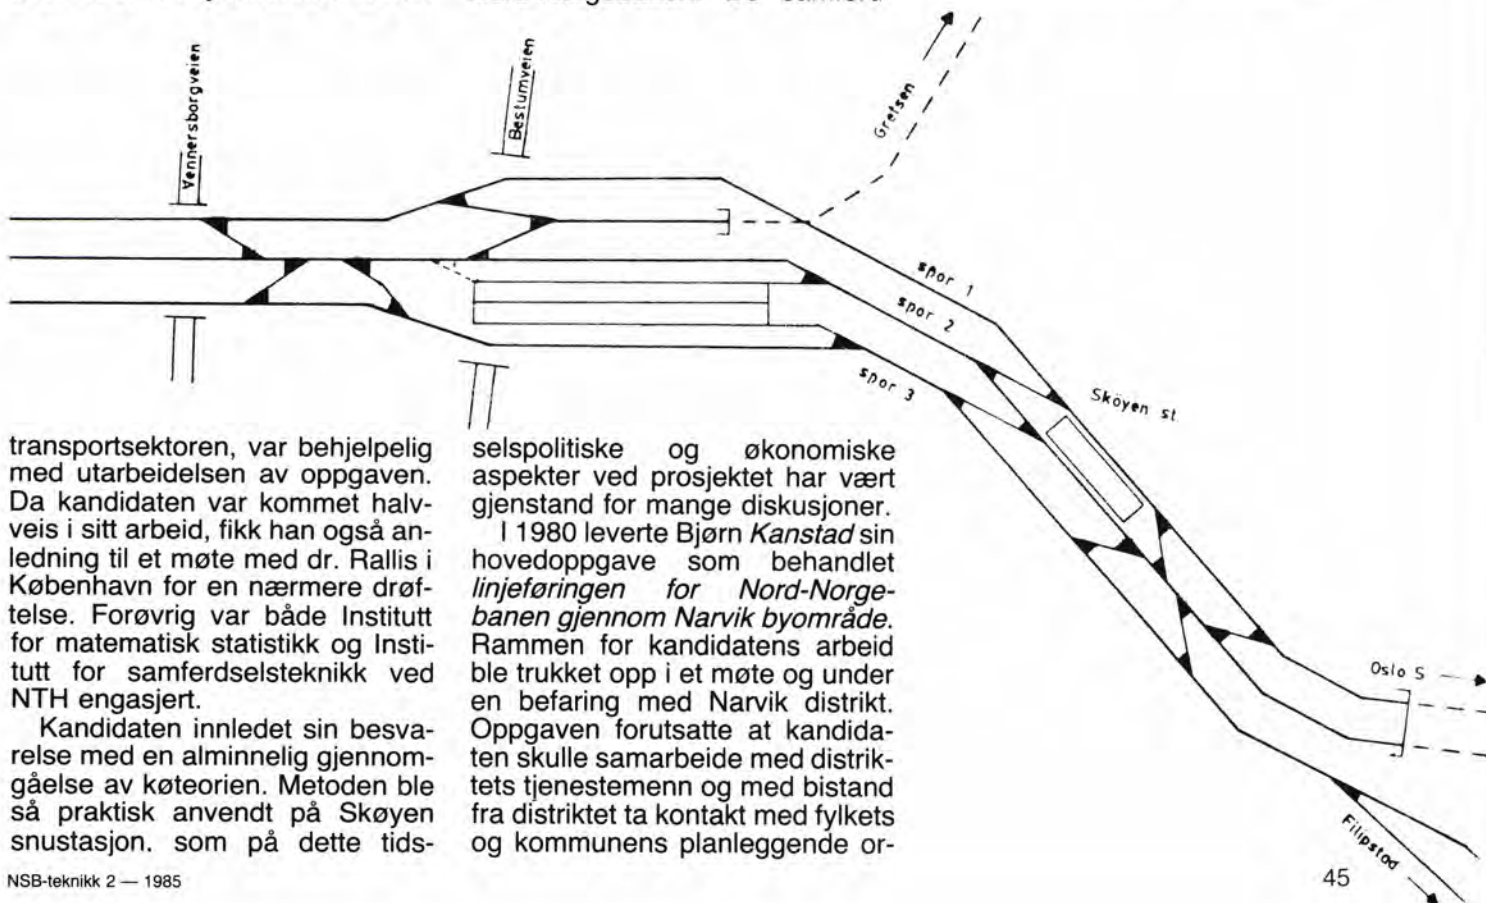 Vennersborgveien
Bestumveien
Gretsen
spor 1
spor 2
spor 3
Sköyen st.
Oslo S
Filipstad
transportsektoren, var behjelpelig
med utarbeidelsen av oppgaven.
Da kandidaten var kommet halv-
veis i sitt arbeid, fikk han også an-
ledning til et møte med dr. Rallis i
København for en nærmere drøf-
telse. Forøvrig var både Institutt
for matematisk statistikk og Insti-
tutt for samferdselsteknikk ved
NTH engasjert.
Kandidaten innledet sin besva-
relse med en alminnelig gjennom-
gåelse av køteorien. Metoden ble
så praktisk anvendt på Skøyen
snustasjon. som på dette tids-
selspolitiske og økonomiske
aspekter ved prosjektet har vært
gjenstand for mange diskusjoner.
I 1980 leverte Bjørn Kanstad sin
hovedoppgave som behandlet
linjeføringen for Nord-Norge-
banen gjennom Narvik byområde.
Rammen for kandidatens arbeid
ble trukket opp i et møte og under
en befaring med Narvik distrikt.
Oppgaven forutsatte at kandida-
ten skulle samarbeide med distrik-
tets tjenestemenn og med bistand
fra distriktet ta kontakt med fylkets
og kommunens planleggende or-
NSB-teknikk 2 — 1985
45